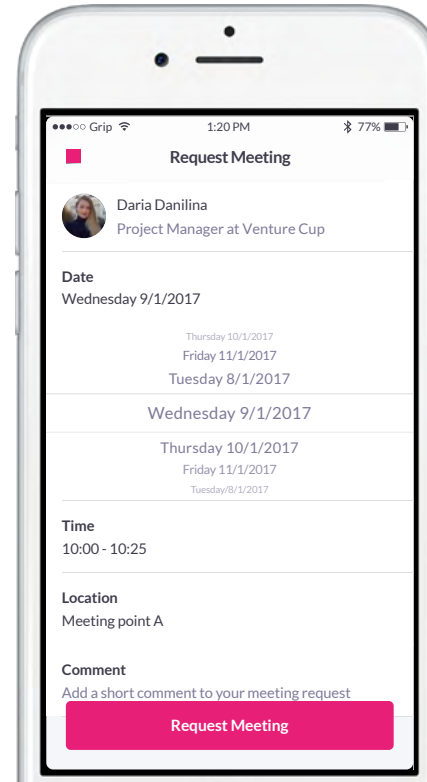 Grip 1:20 PM 77%
Request Meeting
Daria Danilina
Project Manager at Venture Cup
Date
Wednesday 9/1/2017
Thursday 10/1/2017
Friday 11/1/2017
Tuesday 8/1/2017
Wednesday 9/1/2017
Thursday 10/1/2017
Friday 11/1/2017
Tuesday/8/1/2017
Time
10:00 - 10:25
Location
Meeting point A
Comment
Add a short comment to your meeting request
Request Meeting